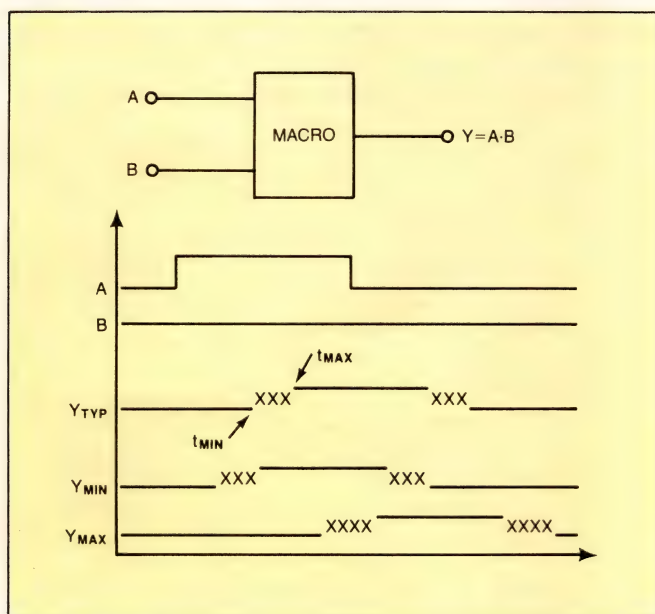 A
MACRO
Y=A·B
B
A
B
tMAX
XXX XXX
YTYP
tMIN
XXX XXX
YMIN
XXXX XXXX
YMAX